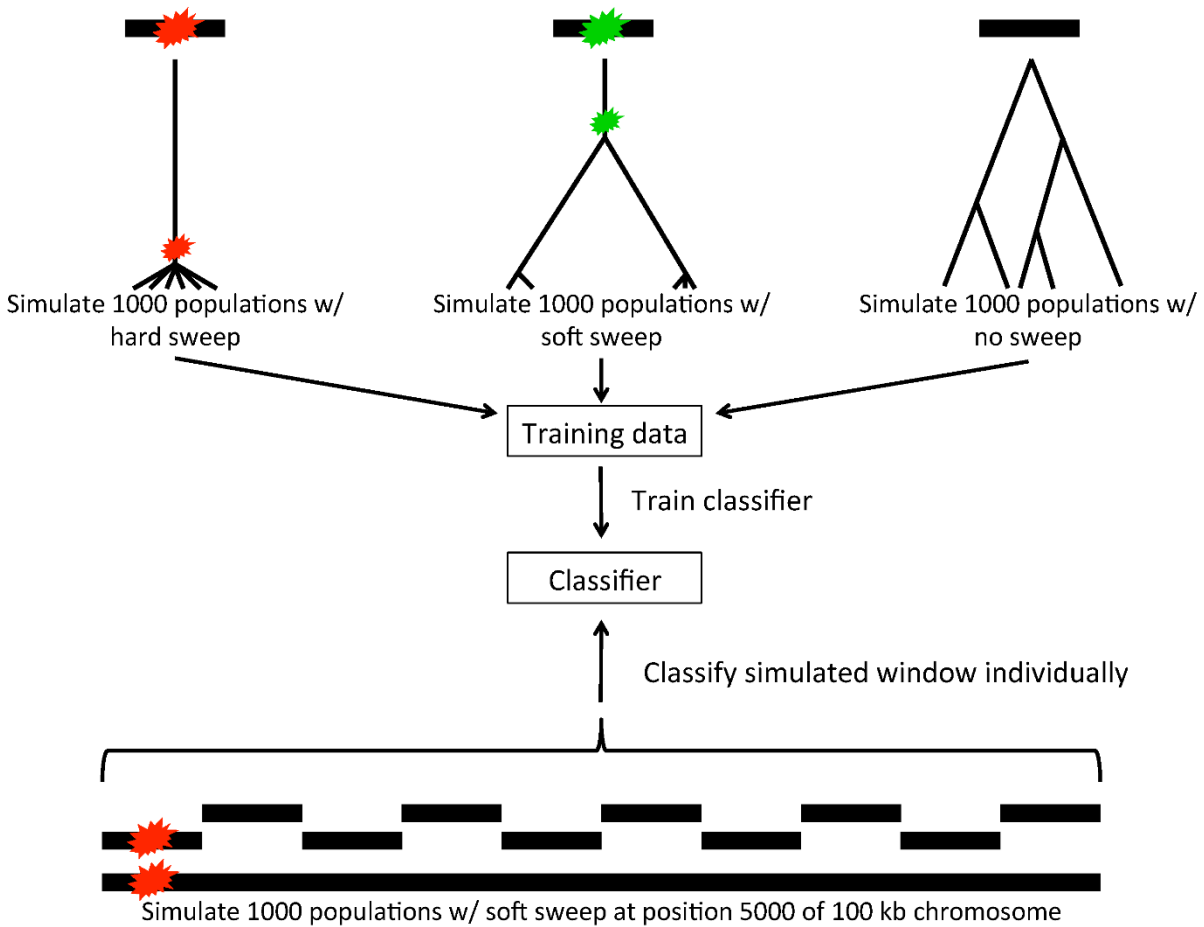 Simulate 1000 populations w/
hard sweep
Simulate 1000 populations w/
soft sweep
Simulate 1000 populations w/
no sweep
Training data
Train classifier
Classifier
Classify simulated window individually
Simulate 1000 populations w/ soft sweep at position 5000 of 100 kb chromosome